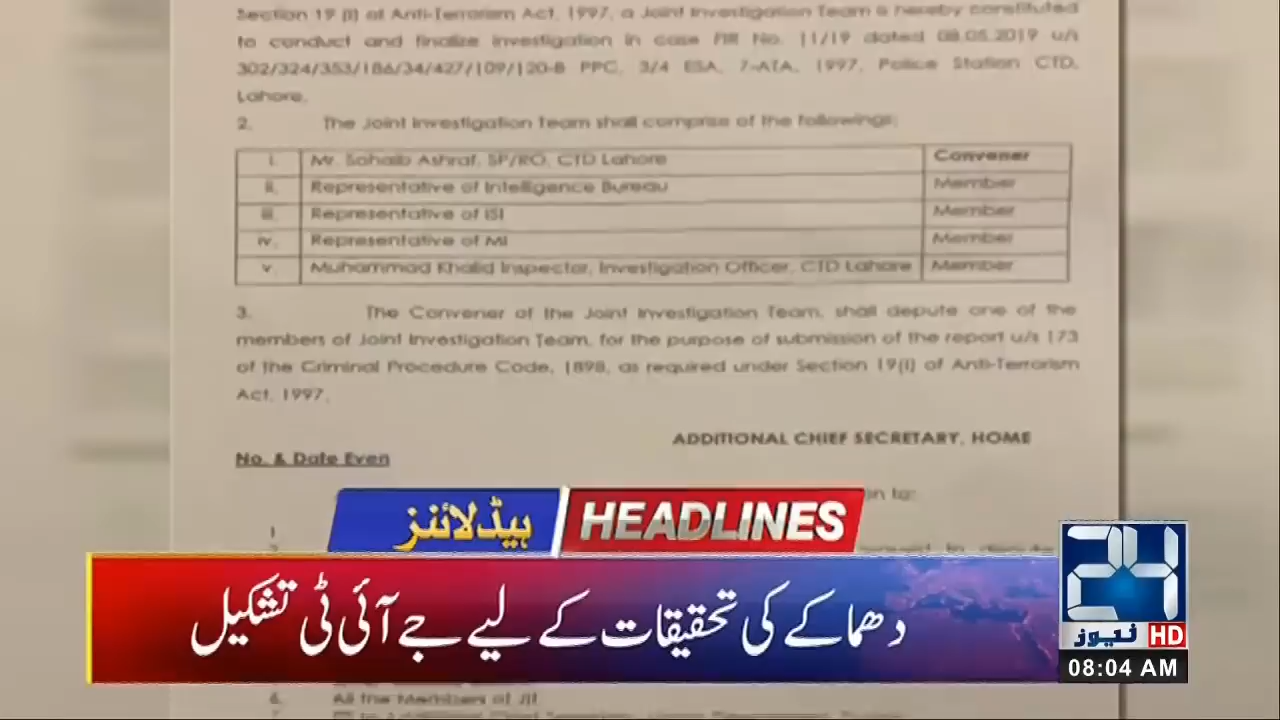 Section 19 (i) of Anti-Terrorism Act, 1997, a Joint Investigation Team is hereby constituted
to conduct and finalize investigation in case FIR No. 11/19 dated 08.05.2019 u/s
302/324/353/186/34/427/109/120-B PPC, 3/4 ESA, 7-ATA, 1997, Police Station CTD,
Lahore.
2. The Joint Investigation Team shall comprise of the followings:
i. Mr. Sohaib Ashraf, SP/RO, CTD Lahore Convener
ii. Representative of Intelligence Bureau Member
iii. Representative of ISI Member
iv. Representative of MI Member
v. Muhammad Khalid Inspector, Investigation Officer, CTD Lahore Member
3. The Convener of the Joint Investigation Team, shall depute one of the
members of Joint Investigation Team, for the purpose of submission of the report u/s 173
of the Criminal Procedure Code, 1898, as required under Section 19(i) of Anti-Terrorism
Act, 1997.
ADDITIONAL CHIEF SECRETARY, HOME
No. & Date Even
to:
1
ہیڈلائنز HEADLINES
دھماکے کی تحقیقات کے لیے جے آئی ٹی تشکیل
24
نیوز HD
08:04 AM
6. All the Members of JIT